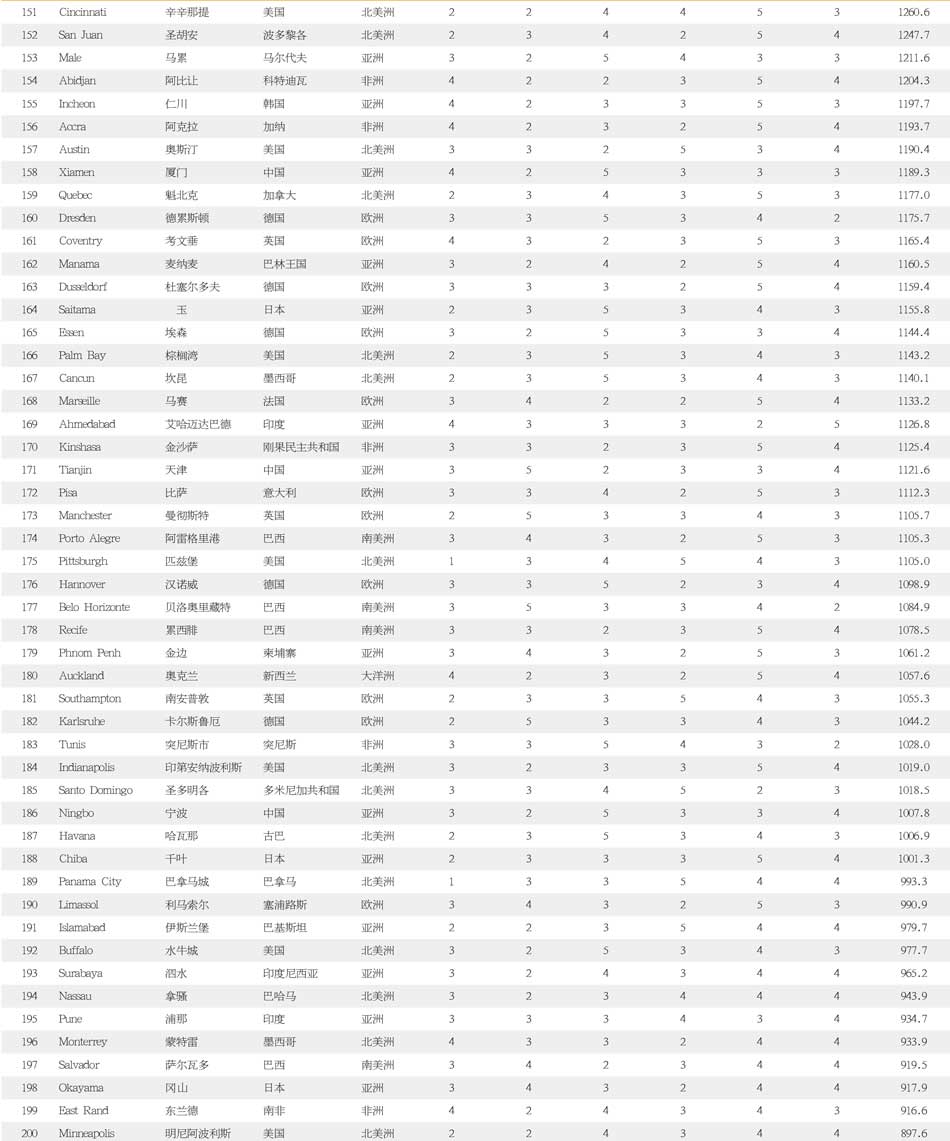 151 Cincinnati 辛辛那提 美国 北美洲 2 2 4 4 5 3 1260.6
152 San Juan 圣胡安 波多黎各 北美洲 2 3 4 2 5 4 1247.7
153 Male 马累 马尔代夫 亚洲 3 2 5 4 3 3 1211.6
154 Abidjan 阿比让 科特迪瓦 非洲 4 2 2 3 5 4 1204.3
155 Incheon 仁川 韩国 亚洲 4 2 3 3 5 3 1197.7
156 Accra 阿克拉 加纳 非洲 4 2 3 2 5 4 1193.7
157 Austin 奥斯汀 美国 北美洲 3 3 2 5 3 4 1190.4
158 Xiamen 厦门 中国 亚洲 4 2 5 3 3 3 1189.3
159 Quebec 魁北克 加拿大 北美洲 2 3 4 3 5 3 1177.0
160 Dresden 德累斯顿 德国 欧洲 3 3 5 3 4 2 1175.7
161 Coventry 考文垂 英国 欧洲 4 3 2 3 5 3 1165.4
162 Manama 麦纳麦 巴林王国 亚洲 3 2 4 2 5 4 1160.5
163 Dusseldorf 杜塞尔多夫 德国 欧洲 3 3 3 2 5 4 1159.4
164 Saitama 玉 日本 亚洲 2 3 5 3 4 3 1155.8
165 Essen 埃森 德国 欧洲 3 2 5 3 3 4 1144.4
166 Palm Bay 棕榈湾 美国 北美洲 2 3 5 3 4 3 1143.2
167 Cancun 坎昆 墨西哥 北美洲 2 3 5 3 4 3 1140.1
168 Marseille 马赛 法国 欧洲 3 4 2 2 5 4 1133.2
169 Ahmedabad 艾哈迈达巴德 印度 亚洲 4 3 3 3 2 5 1126.8
170 Kinshasa 金沙萨 刚果民主共和国 非洲 3 3 2 3 5 4 1125.4
171 Tianjin 天津 中国 亚洲 3 5 2 3 3 4 1121.6
172 Pisa 比萨 意大利 欧洲 3 3 4 2 5 3 1112.3
173 Manchester 曼彻斯特 英国 欧洲 2 5 3 3 4 3 1105.7
174 Porto Alegre 阿雷格里港 巴西 南美洲 3 4 3 2 5 3 1105.3
175 Pittsburgh 匹兹堡 美国 北美洲 1 3 4 5 4 3 1105.0
176 Hannover 汉诺威 德国 欧洲 3 3 5 2 3 4 1098.9
177 Belo Horizonte 贝洛奥里藏特 巴西 南美洲 3 5 3 3 4 2 1084.9
178 Recife 累西腓 巴西 南美洲 3 3 2 3 5 4 1078.5
179 Phnom Penh 金边 柬埔寨 亚洲 3 4 3 2 5 3 1061.2
180 Auckland 奥克兰 新西兰 大洋洲 4 2 3 2 5 4 1057.6
181 Southampton 南安普敦 英国 欧洲 2 3 3 5 4 3 1055.3
182 Karlsruhe 卡尔斯鲁厄 德国 欧洲 2 5 3 3 4 3 1044.2
183 Tunis 突尼斯市 突尼斯 非洲 3 3 5 4 3 2 1028.0
184 Indianapolis 印第安纳波利斯 美国 北美洲 3 2 3 3 5 4 1019.0
185 Santo Domingo 圣多明各 多米尼加共和国 北美洲 3 3 4 5 2 3 1018.5
186 Ningbo 宁波 中国 亚洲 3 2 5 3 3 4 1007.8
187 Havana 哈瓦那 古巴 北美洲 2 3 5 3 4 3 1006.9
188 Chiba 千叶 日本 亚洲 2 3 3 3 5 4 1001.3
189 Panama City 巴拿马城 巴拿马 北美洲 1 3 3 5 4 4 993.3
190 Limassol 利马索尔 塞浦路斯 欧洲 3 4 3 2 5 3 990.9
191 Islamabad 伊斯兰堡 巴基斯坦 亚洲 2 2 3 5 4 4 979.7
192 Buffalo 水牛城 美国 北美洲 3 2 5 3 4 3 977.7
193 Surabaya 泗水 印度尼西亚 亚洲 3 2 4 3 4 4 965.2
194 Nassau 拿骚 巴哈马 北美洲 3 2 3 4 4 4 943.9
195 Pune 浦那 印度 亚洲 3 3 3 4 3 4 934.7
196 Monterrey 蒙特雷 墨西哥 北美洲 4 3 3 2 4 4 933.9
197 Salvador 萨尔瓦多 巴西 南美洲 3 4 2 3 4 4 919.5
198 Okayama 冈山 日本 亚洲 3 4 3 2 4 4 917.9
199 East Rand 东兰德 南非 非洲 4 2 4 3 4 3 916.6
200 Minneapolis 明尼阿波利斯 美国 北美洲 2 2 4 3 4 4 897.6